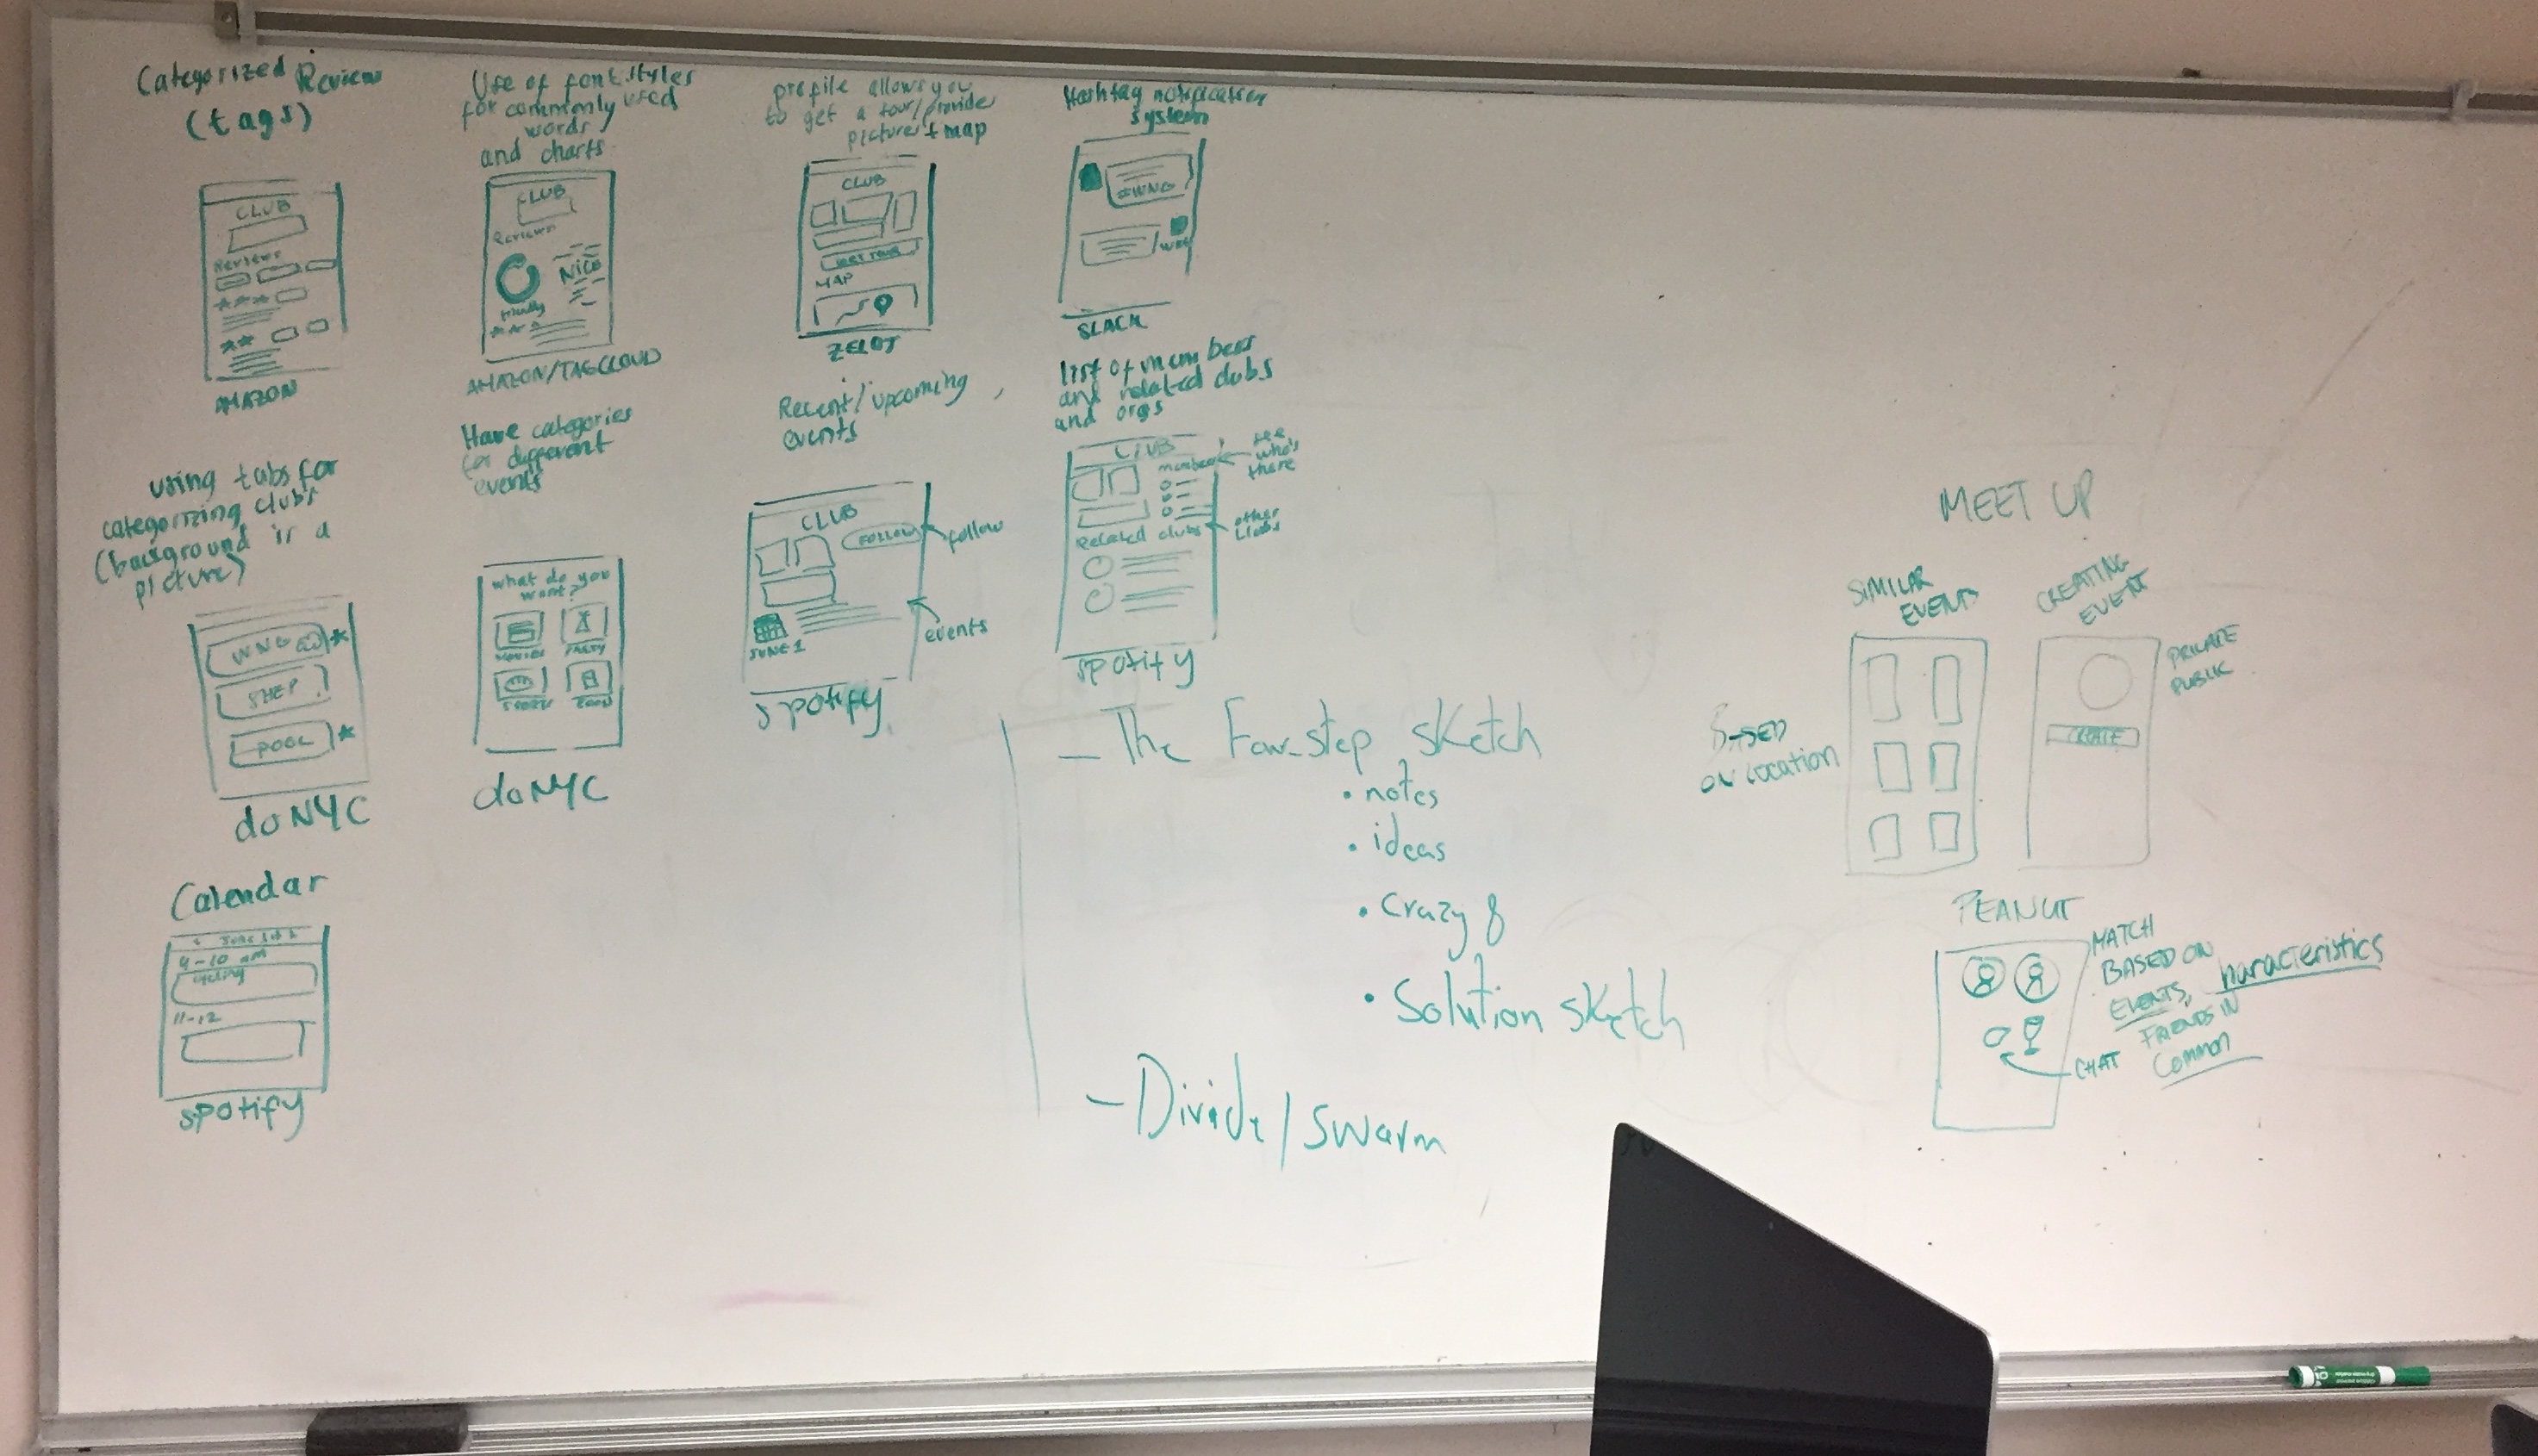 Categorized Reviews
(tags)
CLUB
Reviews
AMAZON
Use of font styles
for commonly used
words
and charts
CLUB
Reviews
NICE
friendly
AMAZON/TAGCLOUD
profile allows you
to get a tour/provide
picture + map
CLUB
GET TOUR
MAP
ZELOT
Hashtag notification
system
#WNG
SLACK
using tabs for
categorizing clubs
(background is a
picture)
WNG
SHEP
POOL
doNYC
Have categories
for different
events
what do you
want?
MOVIES
PARTY
SPORTS
FOOD
doNYC
Recent/upcoming
events
CLUB
FOLLOW
follow
events
JUNE 1
spotify
list of members
and related clubs
and orgs
CLUB
members
see
who's
there
Related clubs
other
clubs
spotify
Calendar
9-10 am
cycling
11-12
spotify
- The Four-step sketch
• notes
• ideas
• Crazy 8
• Solution sketch
- Divide/swarm
MEET UP
SIMILAR
EVENTS
CREATING
EVENT
PRIVATE
PUBLIC
CREATE
BASED
ON LOCATION
PEANUT
MATCH
BASED ON
EVENTS, haracteristics
FRIENDS IN
Common
CHAT